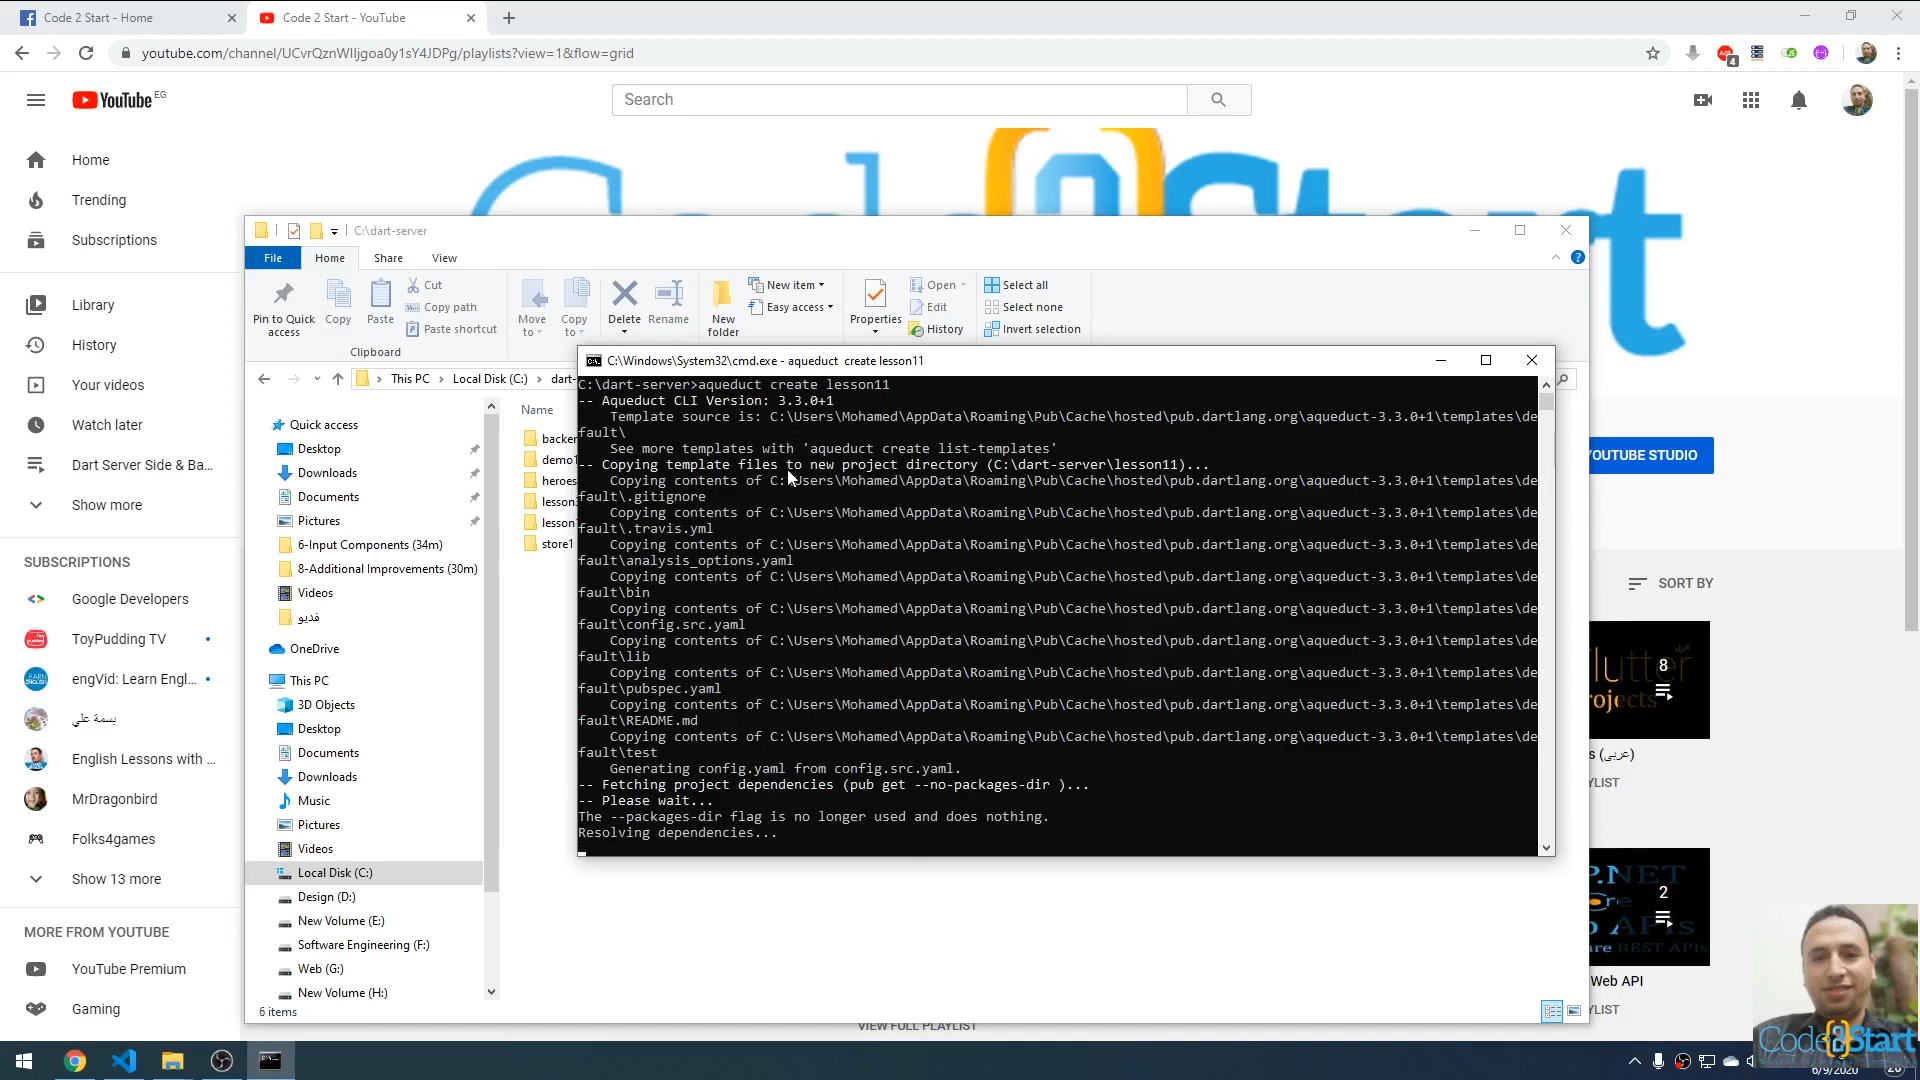 Code 2 Start - Home
Code 2 Start - YouTube
youtube.com/channel/UCvrQznWIljgoa0y1sY4JDPg/playlists?view=1&flow=grid
4
YouTube EG
Search
Home
Trending
Subscriptions
Library
History
Your videos
Watch later
Dart Server Side & Ba...
Show more
SUBSCRIPTIONS
Google Developers
ToyPudding TV
engVid: Learn Engl...
بسمة علي
English Lessons with ...
MrDragonbird
Folks4games
Show 13 more
MORE FROM YOUTUBE
YouTube Premium
Gaming
C:\dart-server
File
Home
Share
View
Pin to Quick access
Copy
Paste
Cut
Copy path
Paste shortcut
Clipboard
Move to
Copy to
Delete
Rename
New folder
New item
Easy access
Properties
Open
Edit
History
Select all
Select none
Invert selection
This PC
Local Disk (C:)
dart-
Name
backen
demo1
heroes
lesson
lesson
store1
Quick access
Desktop
Downloads
Documents
Pictures
6-Input Components (34m)
8-Additional Improvements (30m)
Videos
فديو
OneDrive
This PC
3D Objects
Desktop
Documents
Downloads
Music
Pictures
Videos
Local Disk (C:)
Design (D:)
New Volume (E:)
Software Engineering (F:)
Web (G:)
New Volume (H:)
6 items
C:\Windows\System32\cmd.exe - aqueduct create lesson11
C:\dart-server>aqueduct create lesson11
-- Aqueduct CLI Version: 3.3.0+1
Template source is: C:\Users\Mohamed\AppData\Roaming\Pub\Cache\hosted\pub.dartlang.org\aqueduct-3.3.0+1\templates\de
fault\
See more templates with 'aqueduct create list-templates'
-- Copying template files to new project directory (C:\dart-server\lesson11)...
Copying contents of C:\Users\Mohamed\AppData\Roaming\Pub\Cache\hosted\pub.dartlang.org\aqueduct-3.3.0+1\templates\de
fault\.gitignore
Copying contents of C:\Users\Mohamed\AppData\Roaming\Pub\Cache\hosted\pub.dartlang.org\aqueduct-3.3.0+1\templates\de
fault\.travis.yml
Copying contents of C:\Users\Mohamed\AppData\Roaming\Pub\Cache\hosted\pub.dartlang.org\aqueduct-3.3.0+1\templates\de
fault\analysis_options.yaml
Copying contents of C:\Users\Mohamed\AppData\Roaming\Pub\Cache\hosted\pub.dartlang.org\aqueduct-3.3.0+1\templates\de
fault\bin
Copying contents of C:\Users\Mohamed\AppData\Roaming\Pub\Cache\hosted\pub.dartlang.org\aqueduct-3.3.0+1\templates\de
fault\config.src.yaml
Copying contents of C:\Users\Mohamed\AppData\Roaming\Pub\Cache\hosted\pub.dartlang.org\aqueduct-3.3.0+1\templates\de
fault\lib
Copying contents of C:\Users\Mohamed\AppData\Roaming\Pub\Cache\hosted\pub.dartlang.org\aqueduct-3.3.0+1\templates\de
fault\pubspec.yaml
Copying contents of C:\Users\Mohamed\AppData\Roaming\Pub\Cache\hosted\pub.dartlang.org\aqueduct-3.3.0+1\templates\de
fault\README.md
Copying contents of C:\Users\Mohamed\AppData\Roaming\Pub\Cache\hosted\pub.dartlang.org\aqueduct-3.3.0+1\templates\de
fault\test
Generating config.yaml from config.src.yaml.
-- Fetching project dependencies (pub get --no-packages-dir )...
-- Please wait...
The --packages-dir flag is no longer used and does nothing.
Resolving dependencies...
YOUTUBE STUDIO
SORT BY
8
s (عربى)
YLIST
2
Web API
YLIST
VIEW FULL PLAYLIST
Code2Start
6/9/2020